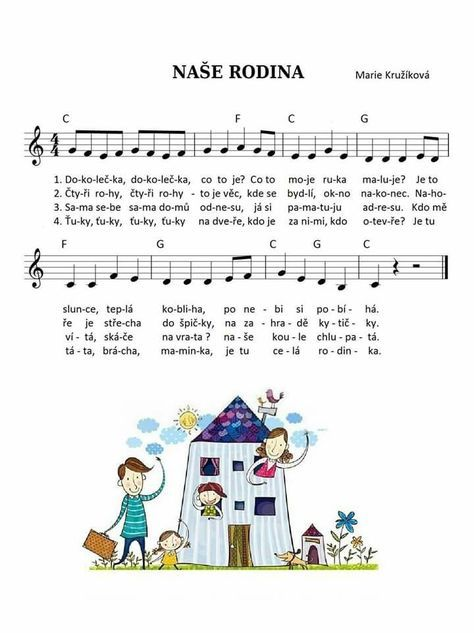 NAŠE RODINA
Marie Kružíková
C F C G
4 4
1. Do-ko-leč-ka, do-ko-leč-ka, co to je? Co to mo-je ru-ka ma-lu-je? Je to
2. Čty-ři ro-hy, čty-ři ro-hy - to je věc, kde se byd-lí, ok-no na-ko-nec. Na-ho-
3. Sa-ma se-be sa-ma do-mů od-ne-su, já si pa-ma-tu-ju ad-re-su. Kdo mě
4. Ťu-ky, ťu-ky, ťu-ky, ťu-ky na dve-ře, kdo je za ni-mi, kdo o-tev-ře? Je tu
F G C G C
slun-ce, tep-lá ko-bli-ha, po ne - bi si po-bí - há.
ře je stře-cha do špič-ky, na za - hra - dě ky-tič - ky.
ví - tá, ská-če na vra-ta ? na - še kou - le chlu-pa - tá.
tá - ta, brá-cha, ma-min-ka, je tu ce - lá ro-din - ka.